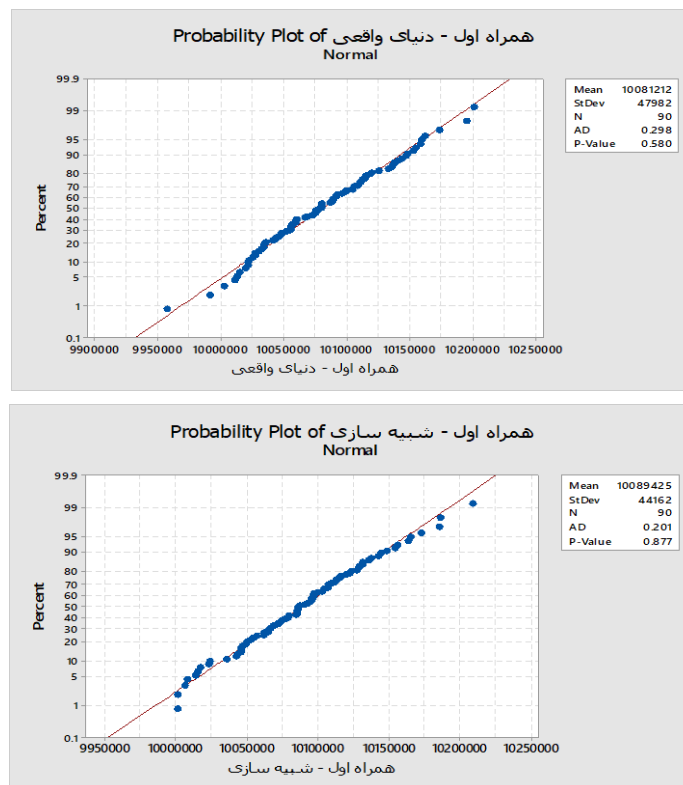 Probability Plot of همراه اول - دنیای واقعی
Normal
99.9
99
95
90
80
70
60
50
40
30
20
10
5
1
0.1
Percent
9900000 9950000 10000000 10050000 10100000 10150000 10200000 10250000
همراه اول - دنیای واقعی
Mean 10081212
StDev 47982
N 90
AD 0.298
P-Value 0.580
Probability Plot of همراه اول - شبیه سازی
Normal
99.9
99
95
90
80
70
60
50
40
30
20
10
5
1
0.1
Percent
9950000 10000000 10050000 10100000 10150000 10200000 10250000
همراه اول - شبیه سازی
Mean 10089425
StDev 44162
N 90
AD 0.201
P-Value 0.877